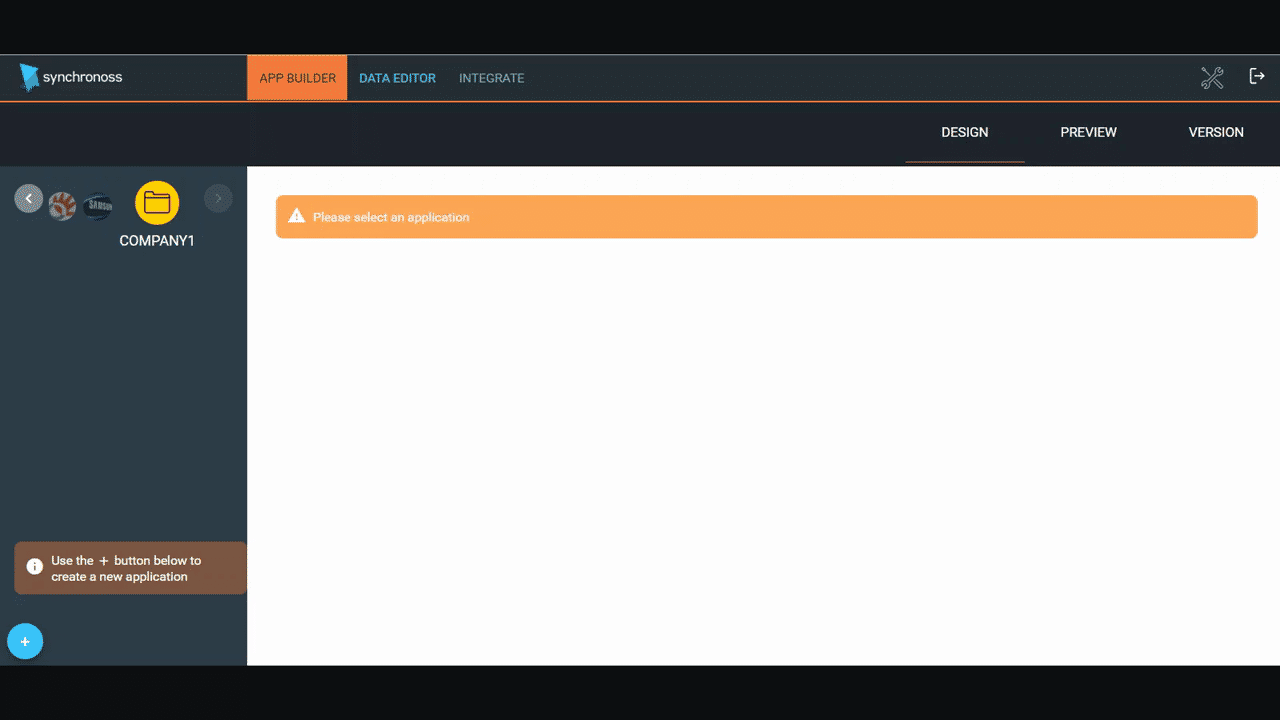 synchronoss
APP BUILDER
DATA EDITOR
INTEGRATE
DESIGN
PREVIEW
VERSION
SAMSUN
COMPANY1
Please select an application
Use the + button below to
create a new application
+